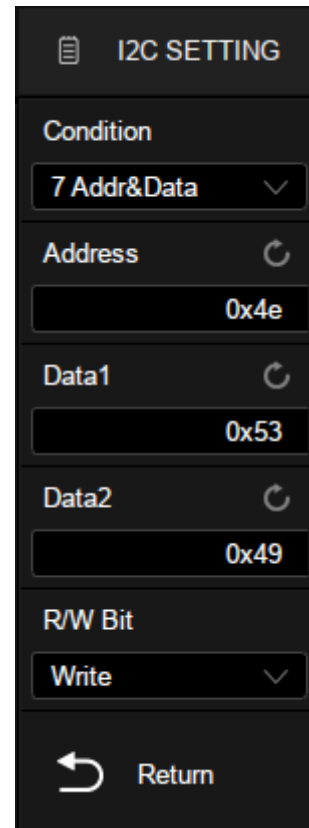 I2C SETTING
Condition
7 Addr&Data
Address
0x4e
Data1
0x53
Data2
0x49
R/W Bit
Write
Return